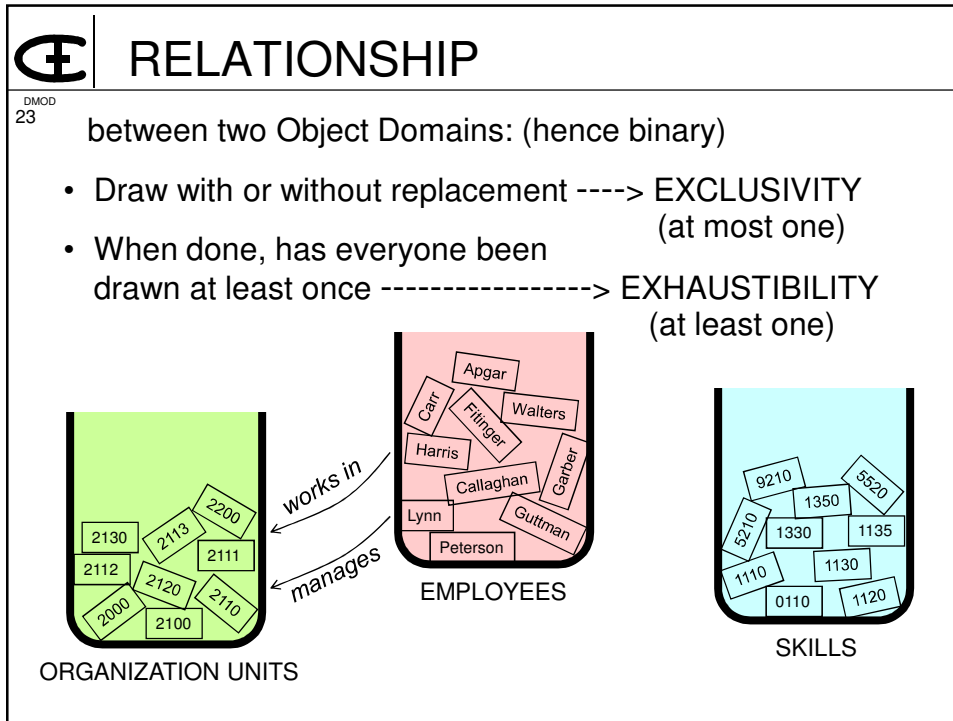 RELATIONSHIP
DMOD
23
between two Object Domains: (hence binary)
• Draw with or without replacement ----> EXCLUSIVITY
(at most one)
• When done, has everyone been
drawn at least once -----------------> EXHAUSTIBILITY
(at least one)
Apgar
Carr
Fitinger
Walters
Harris
Garber
Callaghan
Lynn
Guttman
Peterson
EMPLOYEES
works in
manages
2200
2130
2113
2111
2112
2120
2110
2000
2100
ORGANIZATION UNITS
9210
5520
1350
5210
1330
1135
1110
1130
0110
1120
SKILLS